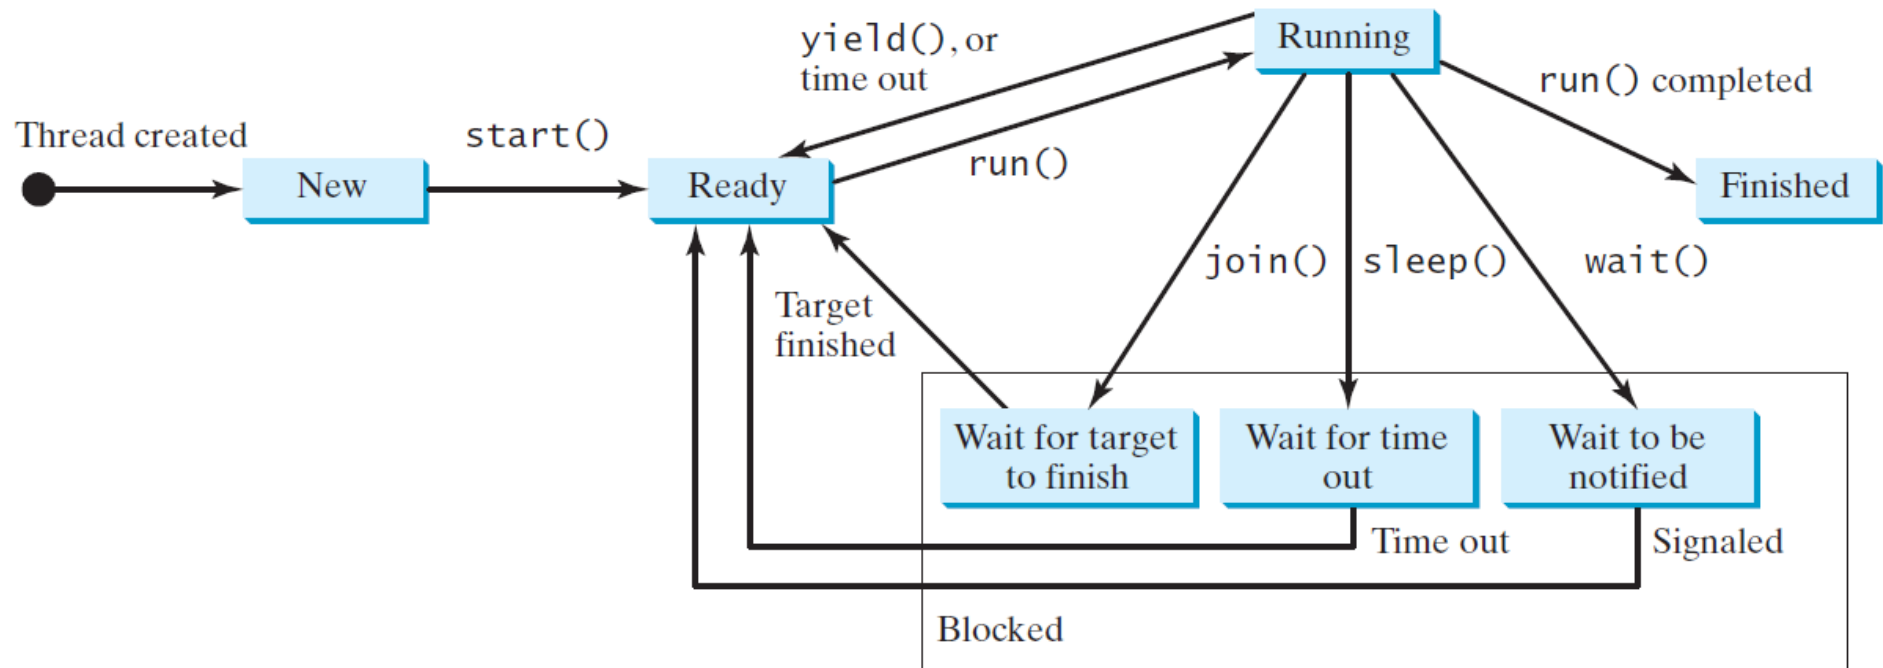 Running
yield(), or
time out
run() completed
Thread created
start()
run()
New
Ready
Finished
join()
sleep()
wait()
Target
finished
Wait for target
to finish
Wait for time
out
Wait to be
notified
Time out
Signaled
Blocked